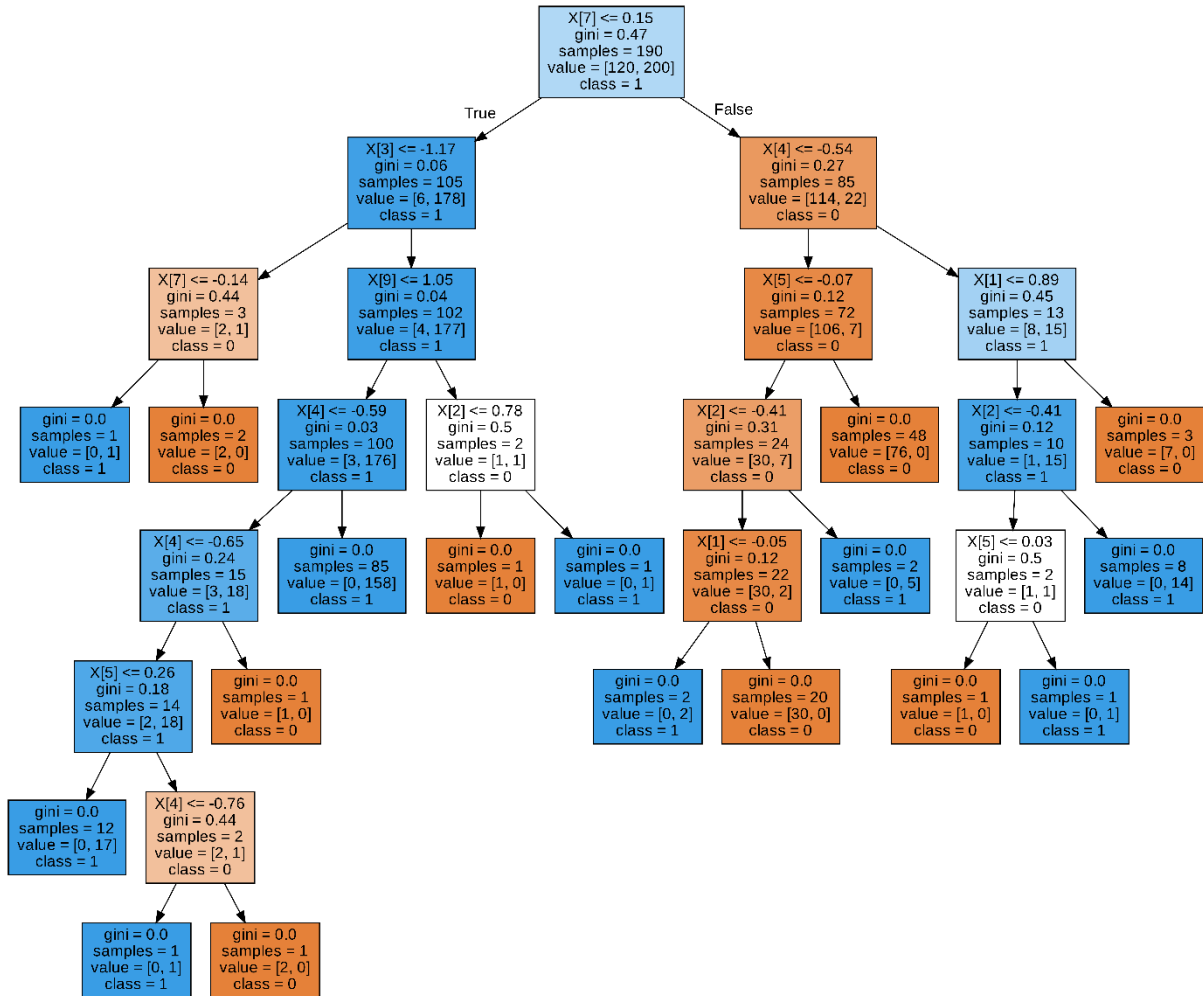 X[7] <= 0.15
gini = 0.47
samples = 190
value = [120, 200]
class = 1
True
False
X[3] <= -1.17
gini = 0.06
samples = 105
value = [6, 178]
class = 1
X[4] <= -0.54
gini = 0.27
samples = 85
value = [114, 22]
class = 0
X[7] <= -0.14
gini = 0.44
samples = 3
value = [2, 1]
class = 0
X[9] <= 1.05
gini = 0.04
samples = 102
value = [4, 177]
class = 1
X[5] <= -0.07
gini = 0.12
samples = 72
value = [106, 7]
class = 0
X[1] <= 0.89
gini = 0.45
samples = 13
value = [8, 15]
class = 1
gini = 0.0
samples = 1
value = [0, 1]
class = 1
gini = 0.0
samples = 2
value = [2, 0]
class = 0
X[4] <= -0.59
gini = 0.03
samples = 100
value = [3, 176]
class = 1
X[2] <= 0.78
gini = 0.5
samples = 2
value = [1, 1]
class = 0
X[2] <= -0.41
gini = 0.31
samples = 24
value = [30, 7]
class = 0
gini = 0.0
samples = 48
value = [76, 0]
class = 0
X[2] <= -0.41
gini = 0.12
samples = 10
value = [1, 15]
class = 1
gini = 0.0
samples = 3
value = [7, 0]
class = 0
X[4] <= -0.65
gini = 0.24
samples = 15
value = [3, 18]
class = 1
gini = 0.0
samples = 85
value = [0, 158]
class = 1
gini = 0.0
samples = 1
value = [1, 0]
class = 0
gini = 0.0
samples = 1
value = [0, 1]
class = 1
X[1] <= -0.05
gini = 0.12
samples = 22
value = [30, 2]
class = 0
gini = 0.0
samples = 2
value = [0, 5]
class = 1
X[5] <= 0.03
gini = 0.5
samples = 2
value = [1, 1]
class = 0
gini = 0.0
samples = 8
value = [0, 14]
class = 1
X[5] <= 0.26
gini = 0.18
samples = 14
value = [2, 18]
class = 1
gini = 0.0
samples = 1
value = [1, 0]
class = 0
gini = 0.0
samples = 2
value = [0, 2]
class = 1
gini = 0.0
samples = 20
value = [30, 0]
class = 0
gini = 0.0
samples = 1
value = [1, 0]
class = 0
gini = 0.0
samples = 1
value = [0, 1]
class = 1
gini = 0.0
samples = 12
value = [0, 17]
class = 1
X[4] <= -0.76
gini = 0.44
samples = 2
value = [2, 1]
class = 0
gini = 0.0
samples = 1
value = [0, 1]
class = 1
gini = 0.0
samples = 1
value = [2, 0]
class = 0